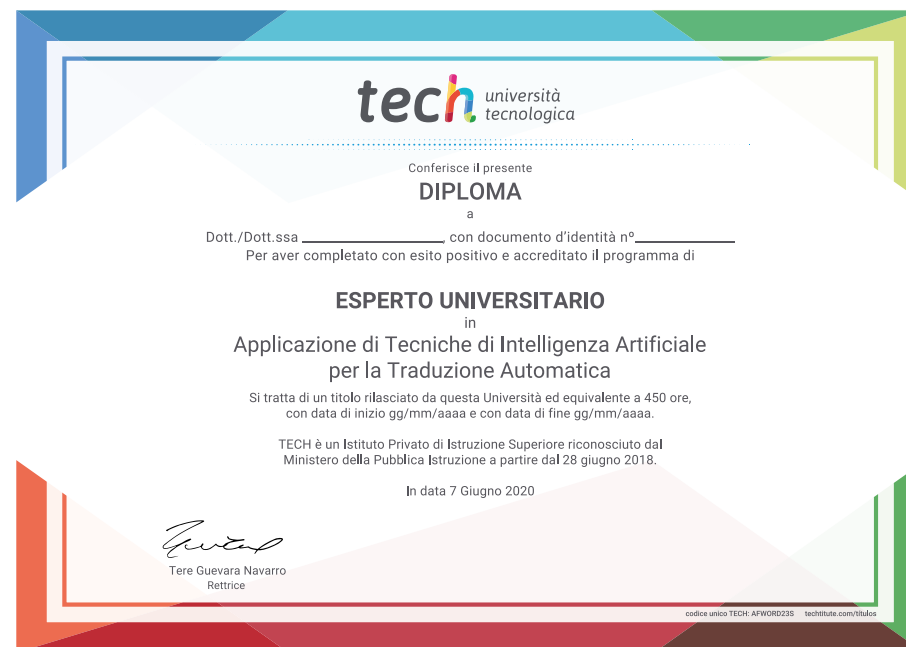 tech università
tecnologica
Conferisce il presente
DIPLOMA
a
Dott./Dott.ssa ____________________, con documento d'identità nº______________
Per aver completato con esito positivo e accreditato il programma di
ESPERTO UNIVERSITARIO
in
Applicazione di Tecniche di Intelligenza Artificiale
per la Traduzione Automatica
Si tratta di un titolo rilasciato da questa Università ed equivalente a 450 ore,
con data di inizio gg/mm/aaaa e con data di fine gg/mm/aaaa.
TECH è un Istituto Privato di Istruzione Superiore riconosciuto dal
Ministero della Pubblica Istruzione a partire dal 28 giugno 2018.
In data 7 Giugno 2020
Tere Guevara Navarro
Rettrice
codice unico TECH: AFWORD23S techtitute.com/titulos